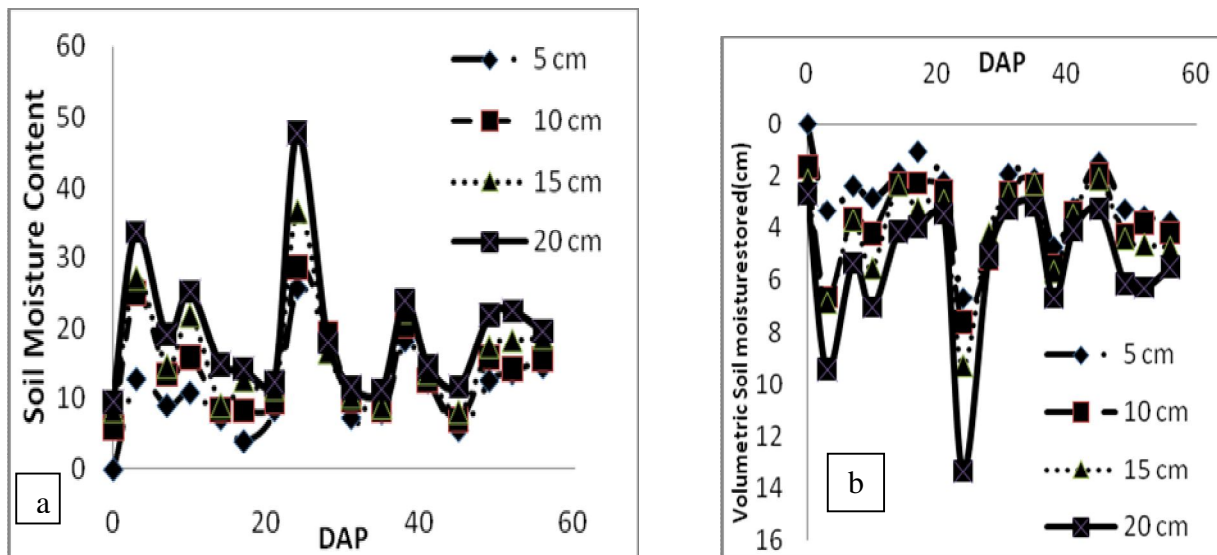 60
50
40
30
20
10
0
Soil Moisture Content
0 20 40 60
DAP
5 cm
10 cm
15 cm
20 cm
a
DAP
0 20 40 60
0
2
4
6
8
10
12
14
16
Volumetric Soil moisturestored(cm)
5 cm
10 cm
15 cm
20 cm
b